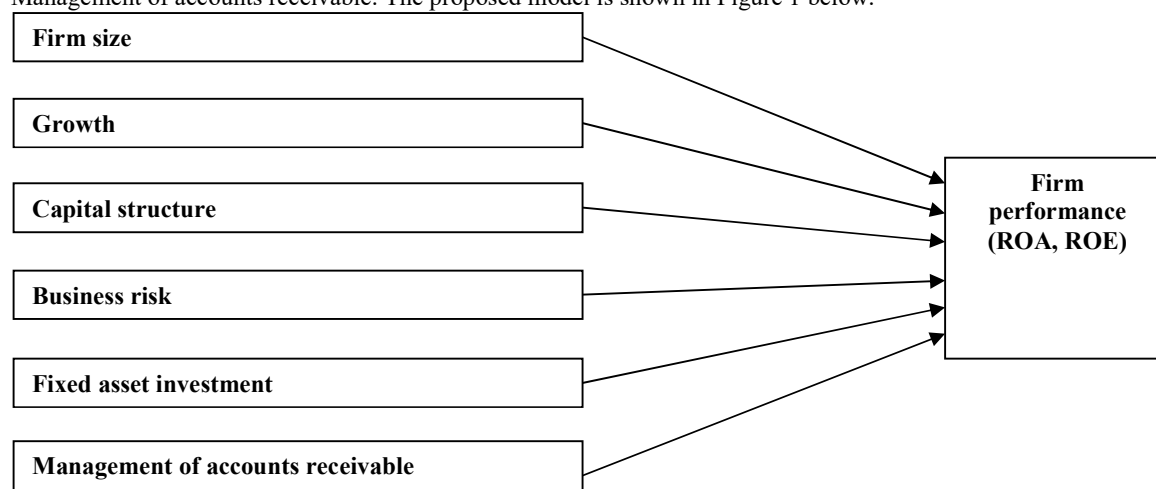 Management of accounts receivable. The proposed model is shown in Figure 1 below.
Firm size
Growth
Capital structure
Business risk
Fixed asset investment
Management of accounts receivable
Firm
performance
(ROA, ROE)